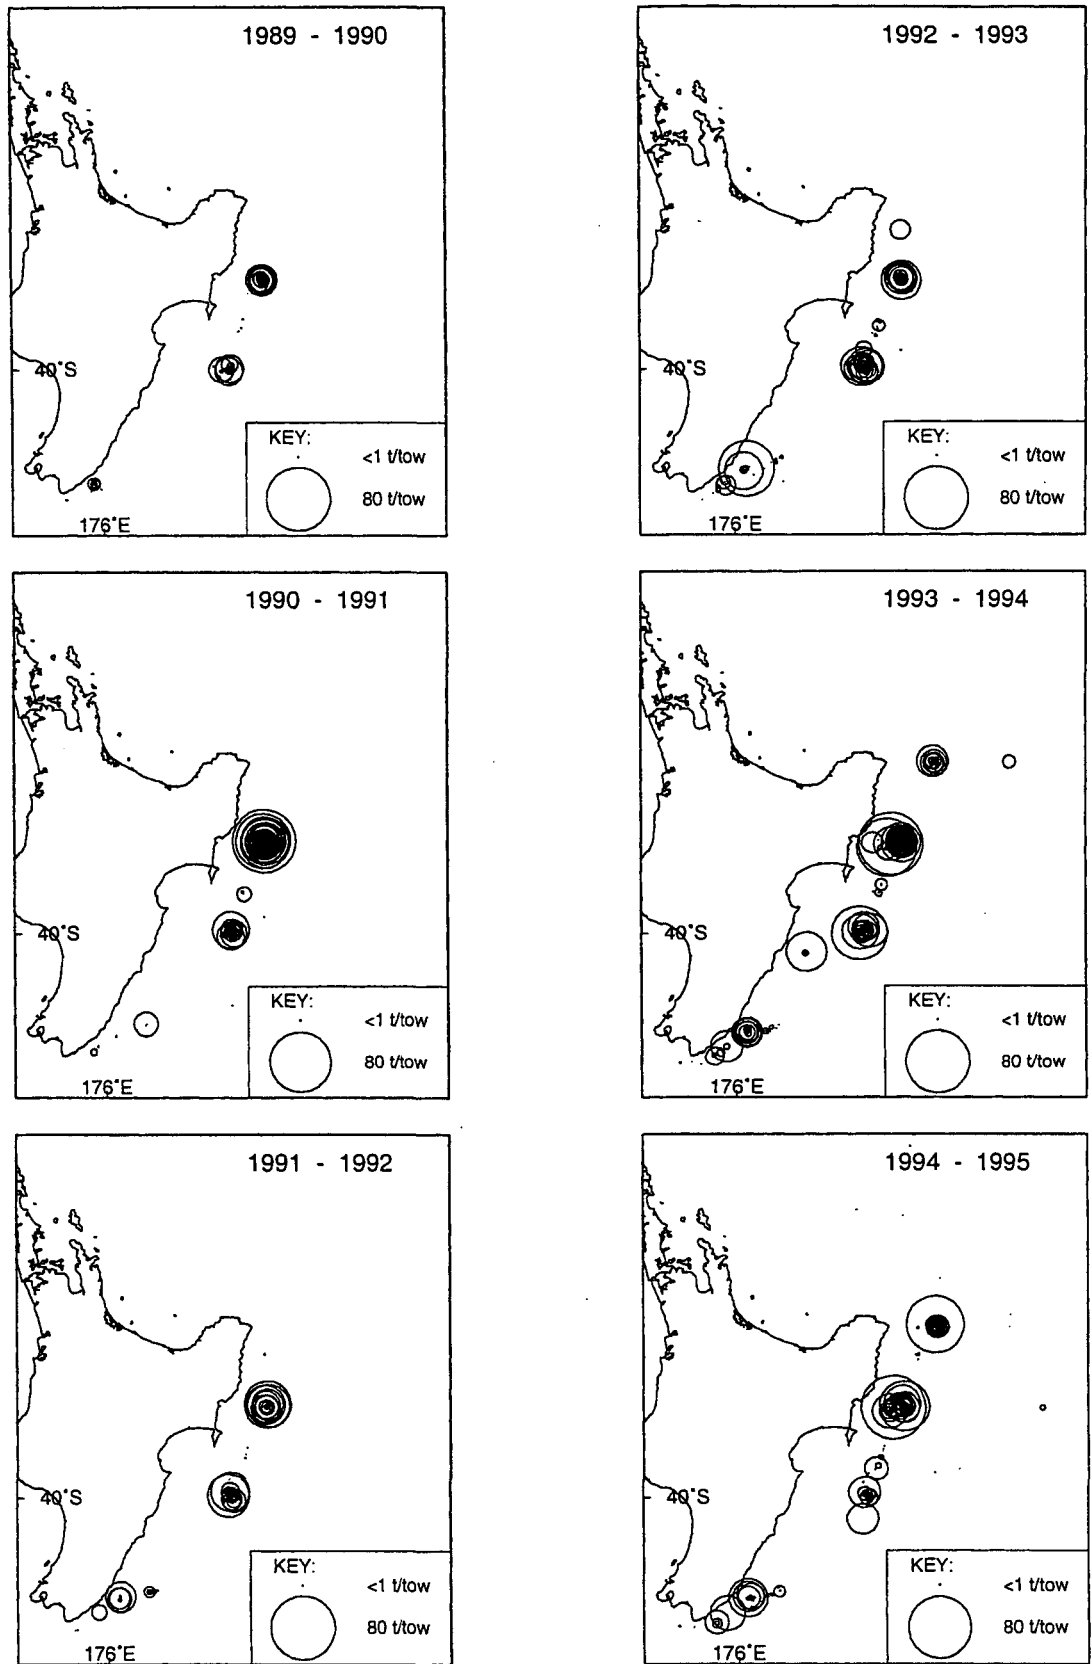 1989 - 1990
40°S
KEY:
<1 t/tow
80 t/tow
176°E
1992 - 1993
40°S
KEY:
<1 t/tow
80 t/tow
176°E
1990 - 1991
40°S
KEY:
<1 t/tow
80 t/tow
176°E
1993 - 1994
40°S
KEY:
<1 t/tow
80 t/tow
176°E
1991 - 1992
40°S
KEY:
<1 t/tow
80 t/tow
176°E
1994 - 1995
40°S
KEY:
<1 t/tow
80 t/tow
176°E